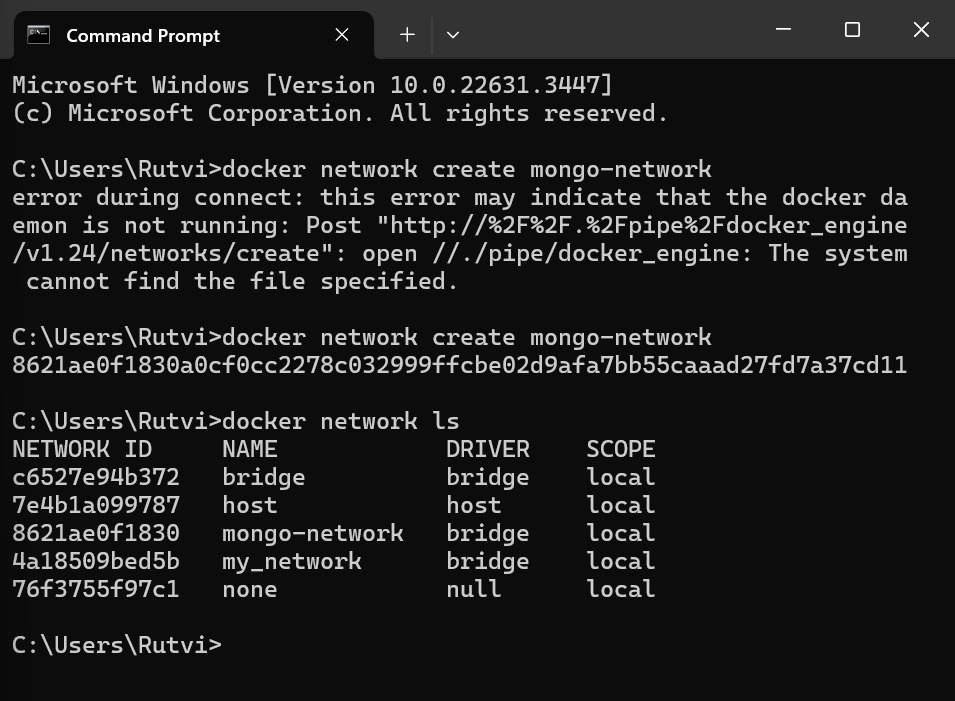 Command Prompt
Microsoft Windows [Version 10.0.22631.3447]
(c) Microsoft Corporation. All rights reserved.
C:\Users\Rutvi>docker network create mongo-network
error during connect: this error may indicate that the docker da
emon is not running: Post "http://%2F%2F.%2Fpipe%2Fdocker_engine
/v1.24/networks/create": open //./pipe/docker_engine: The system
 cannot find the file specified.
C:\Users\Rutvi>docker network create mongo-network
8621ae0f1830a0cf0cc2278c032999ffcbe02d9afa7bb55caaad27fd7a37cd11
C:\Users\Rutvi>docker network ls
NETWORK ID     NAME            DRIVER    SCOPE
c6527e94b372   bridge          bridge    local
7e4b1a099787   host            host      local
8621ae0f1830   mongo-network   bridge    local
4a18509bed5b   my_network      bridge    local
76f3755f97c1   none            null      local
C:\Users\Rutvi>